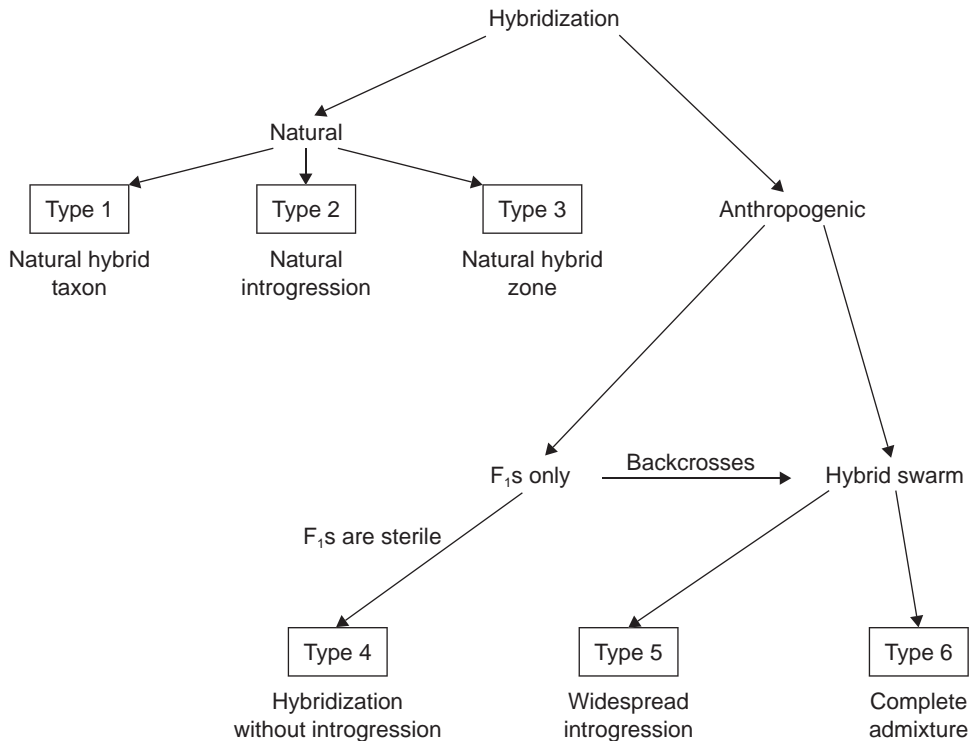 Hybridization
Natural
Type 1
Type 2
Type 3
Anthropogenic
Natural hybrid
taxon
Natural
introgression
Natural hybrid
zone
F₁s only
Backcrosses
Hybrid swarm
F₁s are sterile
Type 4
Type 5
Type 6
Hybridization
without introgression
Widespread
introgression
Complete
admixture